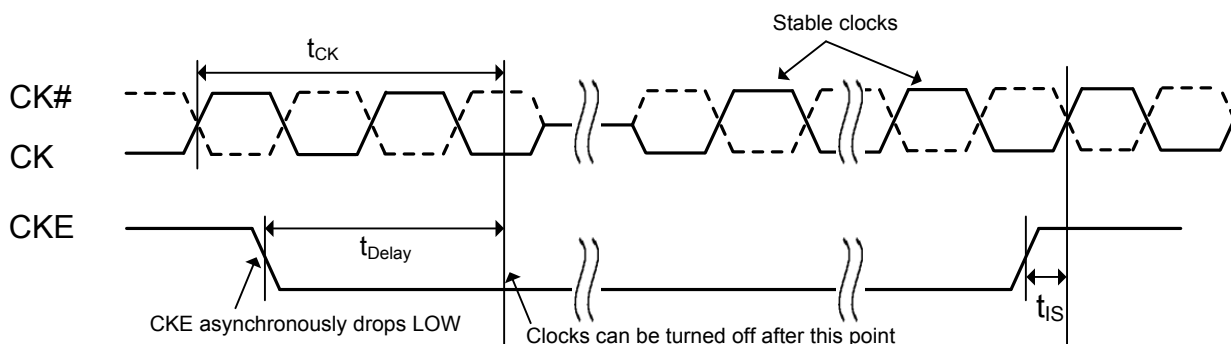 Stable clocks
tCK
CK#
CK
CKE
tDelay
tIS
CKE asynchronously drops LOW
Clocks can be turned off after this point